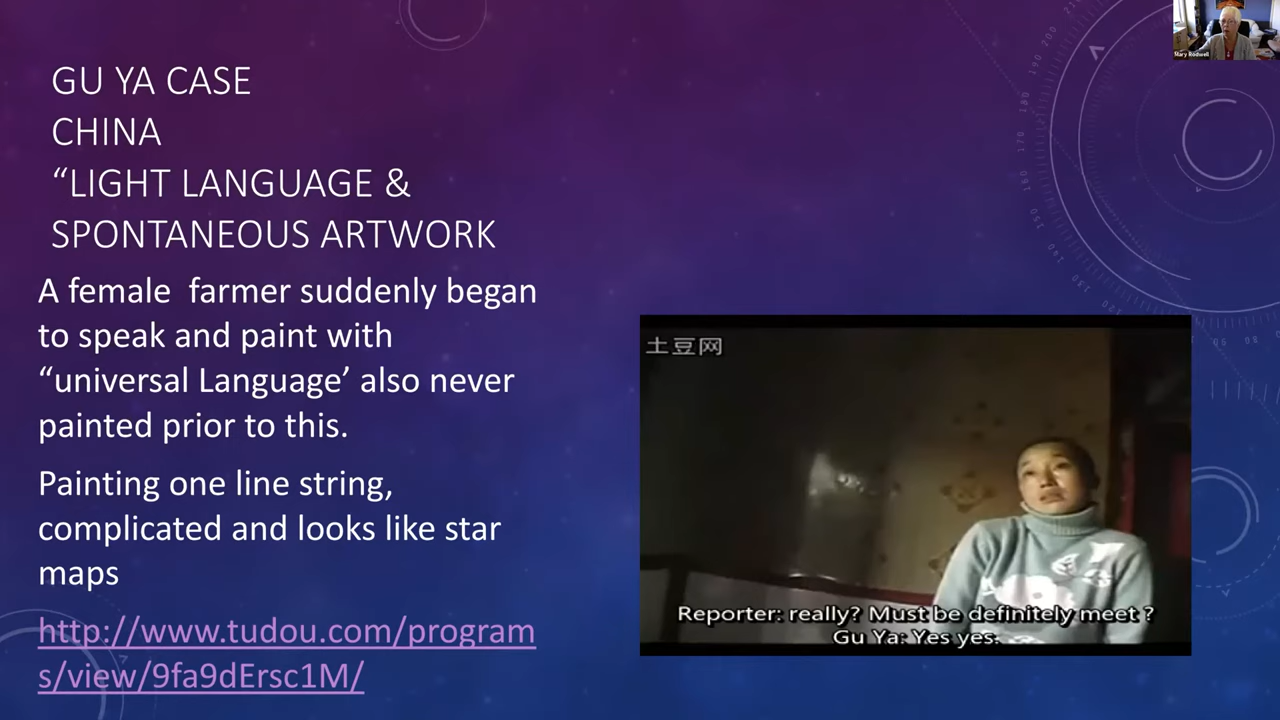 GU YA CASE
CHINA
“LIGHT LANGUAGE &
SPONTANEOUS ARTWORK
A female farmer suddenly began
to speak and paint with
“universal Language’ also never
painted prior to this.
Painting one line string,
complicated and looks like star
maps
http://www.tudou.com/program
s/view/9fa9dErsc1M/
土豆网
Reporter: really? Must be definitely meet ?
Gu Ya: Yes yes.
Mary Rodwell